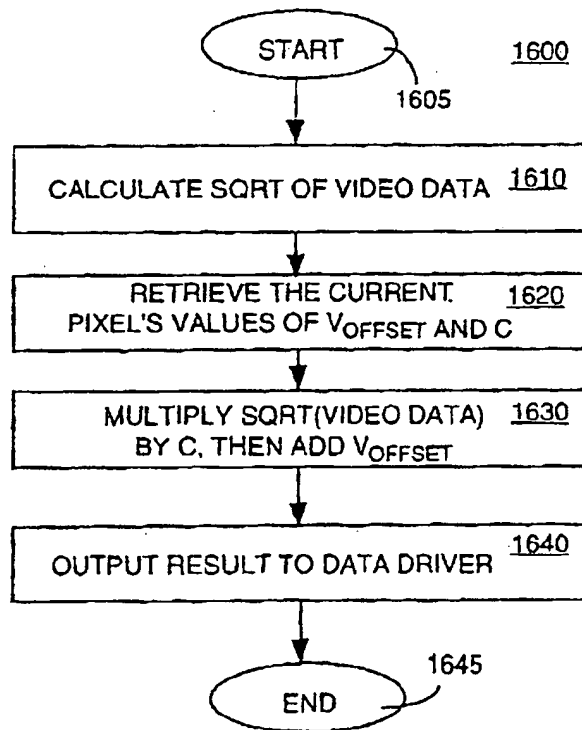 START
1600
1605
CALCULATE SQRT OF VIDEO DATA
1610
RETRIEVE THE CURRENT.
1620
PIXEL'S VALUES OF VOFFSET AND C
MULTIPLY SQRT(VIDEO DATA)
1630
BY C, THEN ADD VOFFSET
OUTPUT RESULT TO DATA DRIVER
1640
1645
END